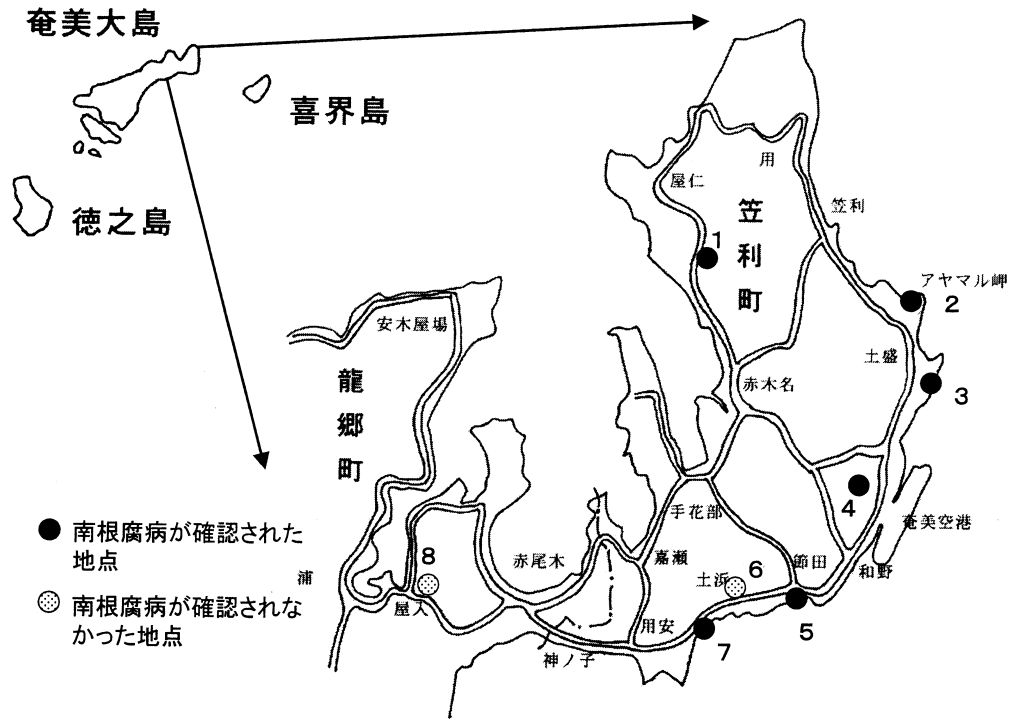 奄美大島
喜界島
徳之島
用
屋仁
笠利町
笠利
1
アヤマル岬
2
安木屋場
土盛
赤木名
3
龍郷町
4
手花部
奄美空港
● 南根腐病が確認された
地点
浦
8
赤尾木
嘉瀬
土浜
6
節田
和野
南根腐病が確認されな
かった地点
屋入
用安
5
7
神ノ子